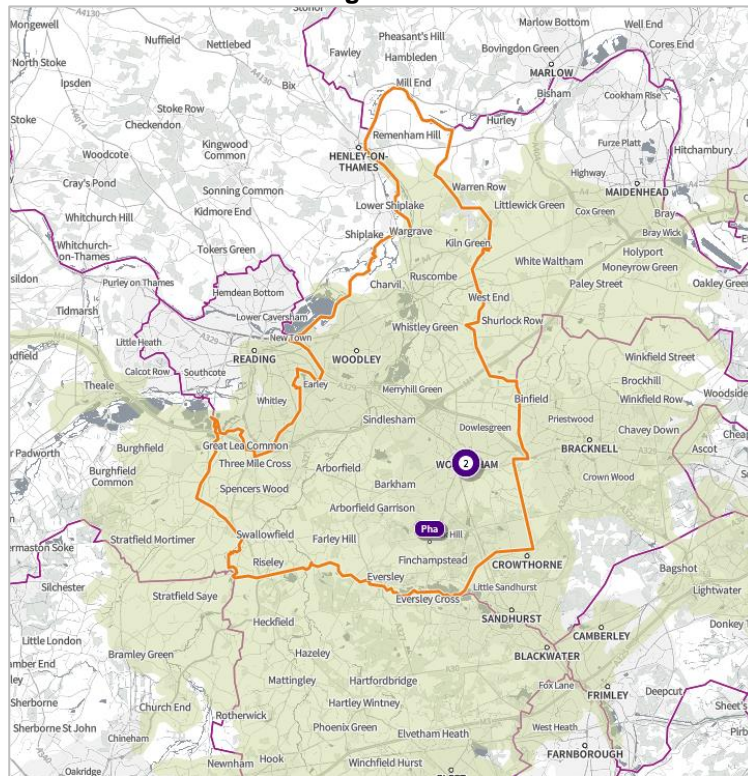 Stonor
Mongewell
Nuffield
Nettlebed
Pheasant's Hill
Fawley
Hambleden
Mill End
Marlow Bottom
Well End
Cores End
Bovingdon Green
MARLOW
Bisham
Cookham Rise
North Stoke
Ipsden
A4130
A4130
A4074
Bix
Stoke Row
Checkendon
Stoke
Woodcote
Kingwood
Common
Remenham Hill
Hurley
HENLEY-ON-
THAMES
Furze Platt
Hitchambury
Highway
MAIDENHEAD
Cray's Pond
Sonning Common
Kidmore End
Warren Row
Lower Shiplake
Littlewick Green
Cox Green
Bray
Whitchurch Hill
Shiplake
Wargrave
Kiln Green
Bray Wick
Whitchurch-
on-Thames
Tokers Green
White Waltham
Holyport
Moneyrow Green
Purley on Thames
Hemdean Bottom
Charvil
Ruscombe
Paley Street
Oakley Green
Tidmarsh
Lower Caversham
West End
Little Heath
A329
New Town
Whistley Green
Shurlock Row
READING
WOODLEY
Winkfield Street
Calcot Row
Southcote
Theale
Earley
A329
Merryhill Green
Binfield
Brockhill
Winkfield Row
Woodside
Whitley
Sindlesham
Dowlesgreen
Priestwood
Chavey Down
Burghfield
Great Lea Common
BRACKNELL
Ascot
Padworth
Burghfield
Common
Three Mile Cross
Arborfield
2
Crown Wood
Spencers Wood
Barkham
Arborfield Garrison
Pha
Hill
Stratfield Mortimer
Swallowfield
Farley Hill
Finchampstead
CROWTHORNE
Riseley
Eversley
Little Sandhurst
Bagshot
Silchester
Stratfield Saye
Eversley Cross
Lightwater
SANDHURST
Heckfield
CAMBERLEY
Little London
Bramley Green
Hazeley
BLACKWATER
Mattingley
Hartfordbridge
Fox Lane
Deepcut
Sherborne
Church End
Hartley Wintney
FRIMLEY
Rotherwick
Sherborne St John
Chineham
Phoenix Green
Elvetham Heath
West Heath
Hook
FARNBOROUGH
Oakridge
Newnham
Winchfield Hurst